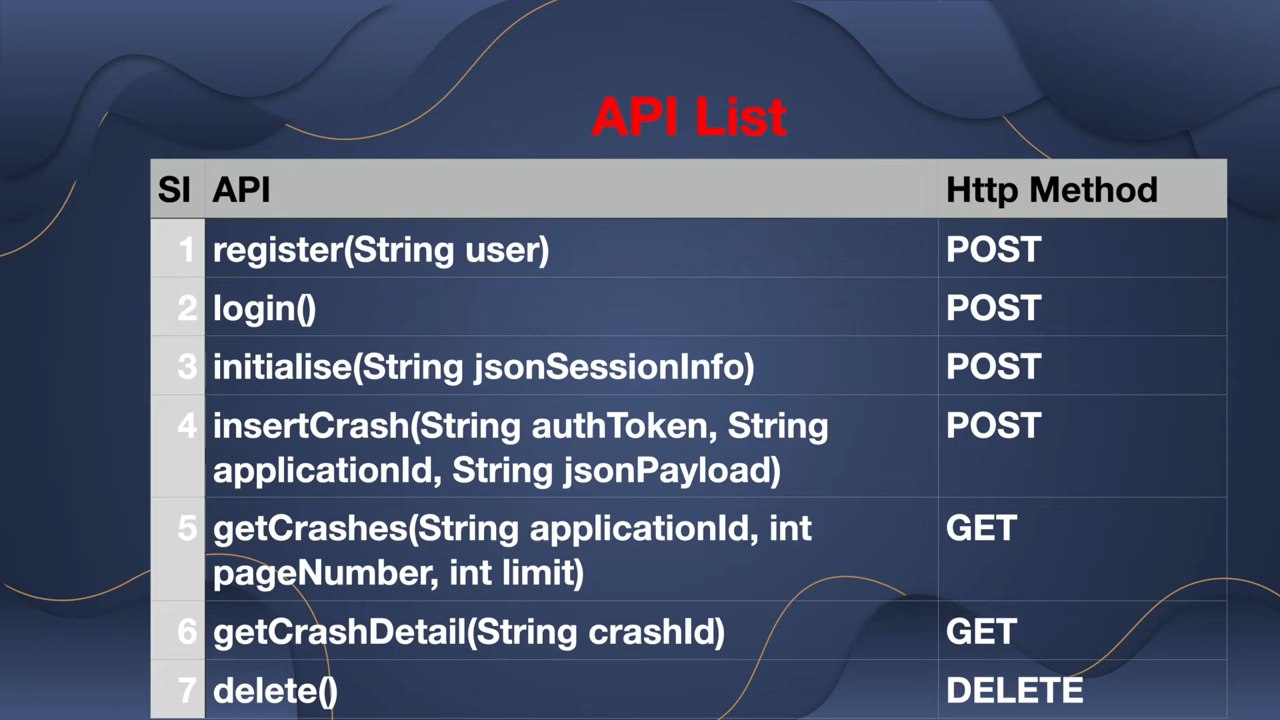 API List
SI API Http Method
1 register(String user) POST
2 login() POST
3 initialise(String jsonSessionInfo) POST
4 insertCrash(String authToken, String POST
applicationId, String jsonPayload)
5 getCrashes(String applicationId, int GET
pageNumber, int limit)
6 getCrashDetail(String crashId) GET
7 delete() DELETE